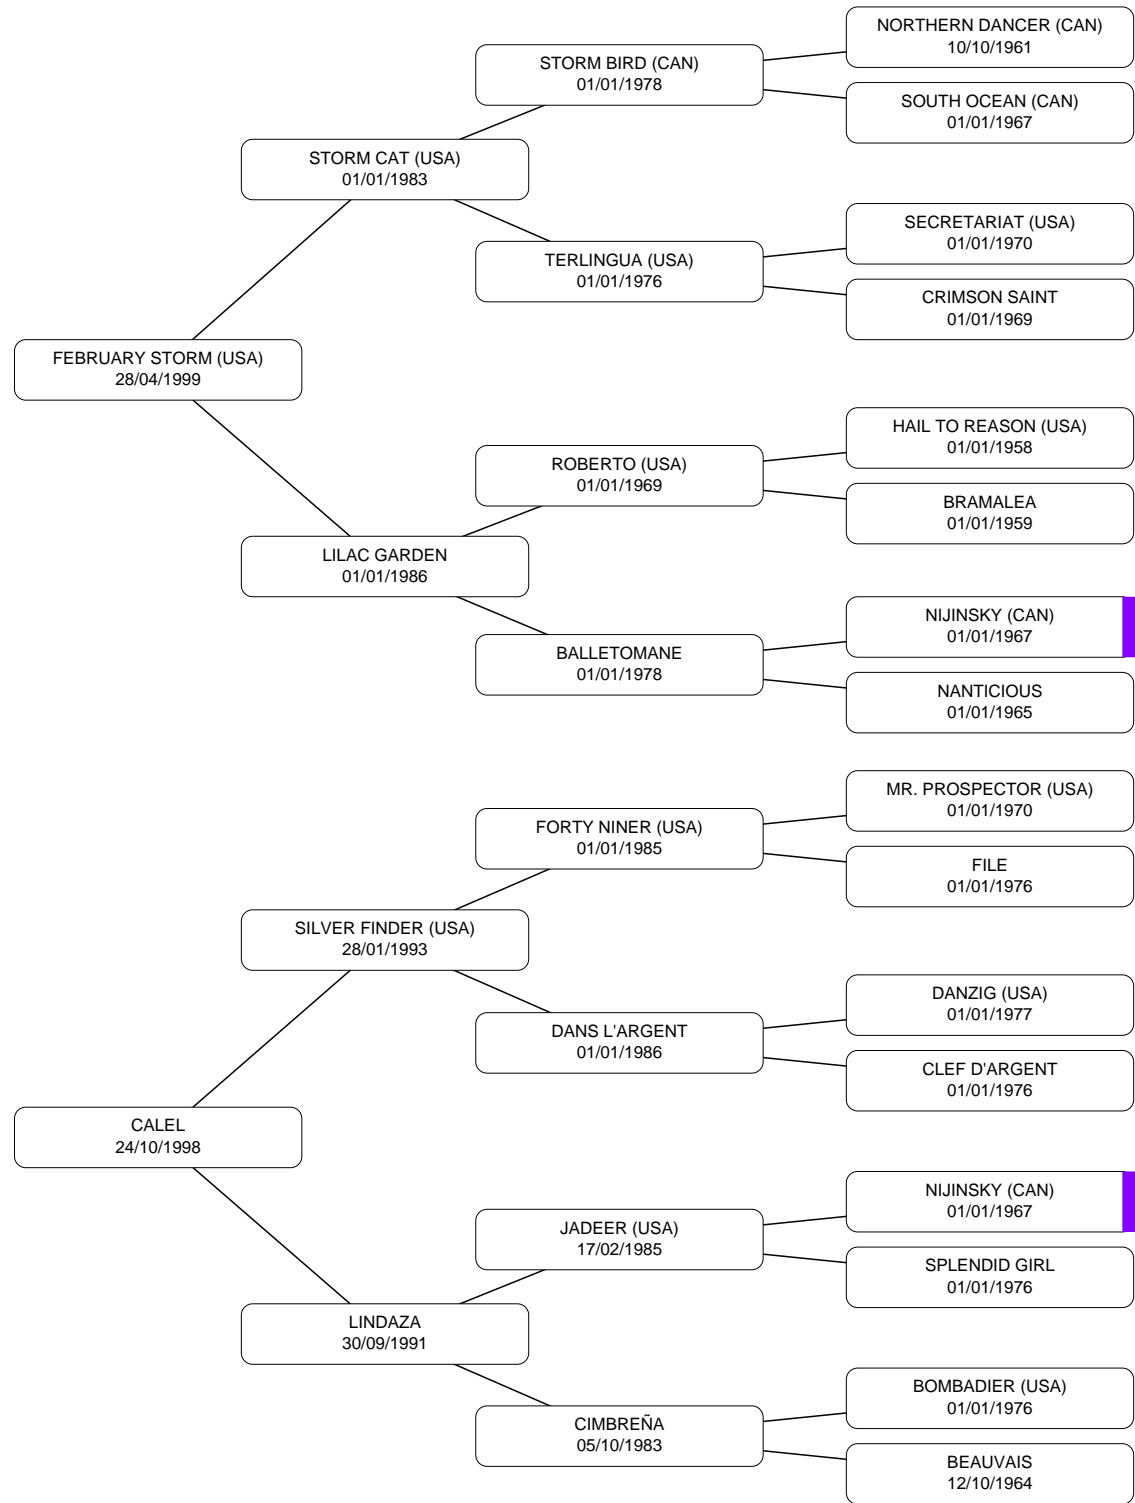 NORTHERN DANCER (CAN)
10/10/1961
STORM BIRD (CAN)
01/01/1978
SOUTH OCEAN (CAN)
01/01/1967
STORM CAT (USA)
01/01/1983
SECRETARIAT (USA)
01/01/1970
TERLINGUA (USA)
01/01/1976
CRIMSON SAINT
01/01/1969
FEBRUARY STORM (USA)
28/04/1999
HAIL TO REASON (USA)
01/01/1958
ROBERTO (USA)
01/01/1969
BRAMALEA
01/01/1959
LILAC GARDEN
01/01/1986
NIJINSKY (CAN)
01/01/1967
BALLETOMANE
01/01/1978
NANTICIOUS
01/01/1965
MR. PROSPECTOR (USA)
01/01/1970
FORTY NINER (USA)
01/01/1985
FILE
01/01/1976
SILVER FINDER (USA)
28/01/1993
DANZIG (USA)
01/01/1977
DANS L'ARGENT
01/01/1986
CLEF D'ARGENT
01/01/1976
CALEL
24/10/1998
NIJINSKY (CAN)
01/01/1967
JADEER (USA)
17/02/1985
SPLENDID GIRL
01/01/1976
LINDAZA
30/09/1991
BOMBADIER (USA)
01/01/1976
CIMBREÑA
05/10/1983
BEAUVAIS
12/10/1964